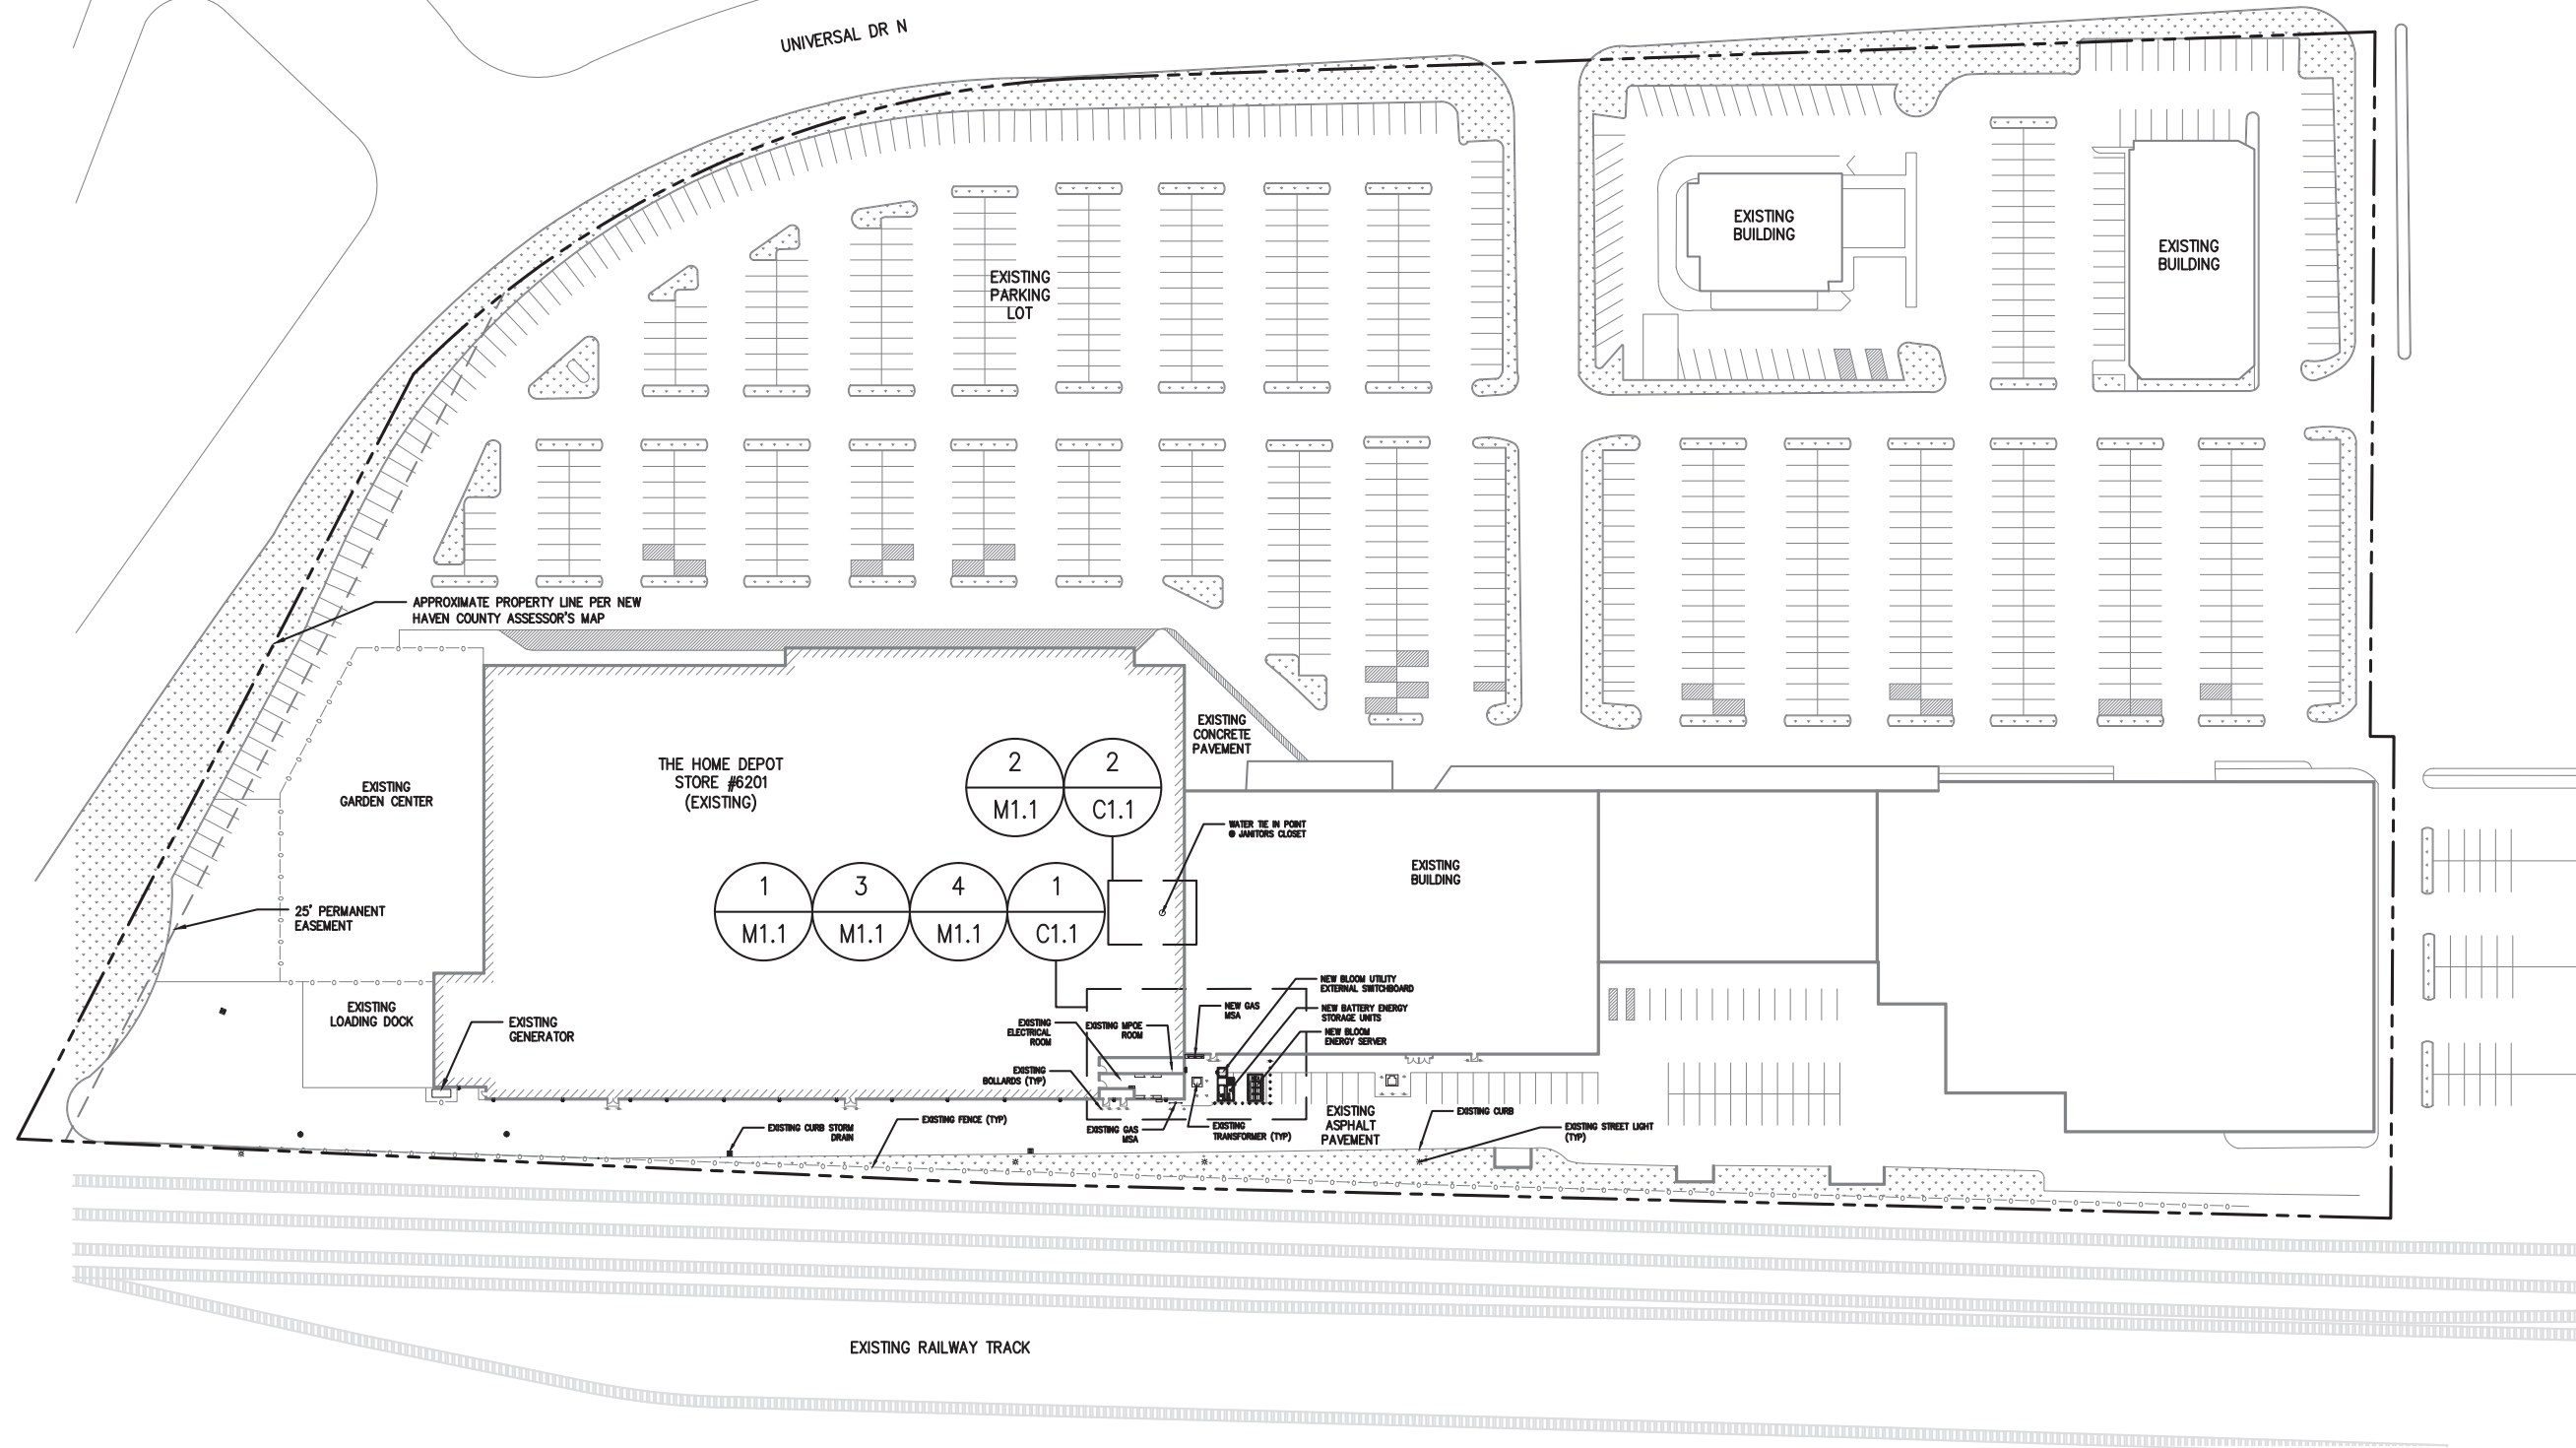 UNIVERSAL DR N
EXISTING
BUILDING
EXISTING
BUILDING
EXISTING
PARKING
LOT
APPROXIMATE PROPERTY LINE PER NEW
HAVEN COUNTY ASSESSOR'S MAP
EXISTING
CONCRETE
PAVEMENT
THE HOME DEPOT
STORE #6201
(EXISTING)
2
M1.1
2
C1.1
EXISTING
GARDEN CENTER
WATER TIE IN POINT
@ JANITORS CLOSET
EXISTING
BUILDING
1
M1.1
3
M1.1
4
M1.1
1
C1.1
25' PERMANENT
EASEMENT
NEW BLOOM UTILITY
EXTERNAL SWITCHBOARD
NEW GAS
MSA
NEW BATTERY ENERGY
STORAGE UNITS
NEW BLOOM
ENERGY SERVER
EXISTING
LOADING DOCK
EXISTING
GENERATOR
EXISTING
ELECTRICAL
ROOM
EXISTING MPOE
ROOM
EXISTING
BOLLARDS (TYP)
EXISTING CURB STORM
DRAIN
EXISTING FENCE (TYP)
EXISTING GAS
MSA
EXISTING
TRANSFORMER (TYP)
EXISTING
ASPHALT
PAVEMENT
EXISTING CURB
EXISTING STREET LIGHT
(TYP)
EXISTING RAILWAY TRACK